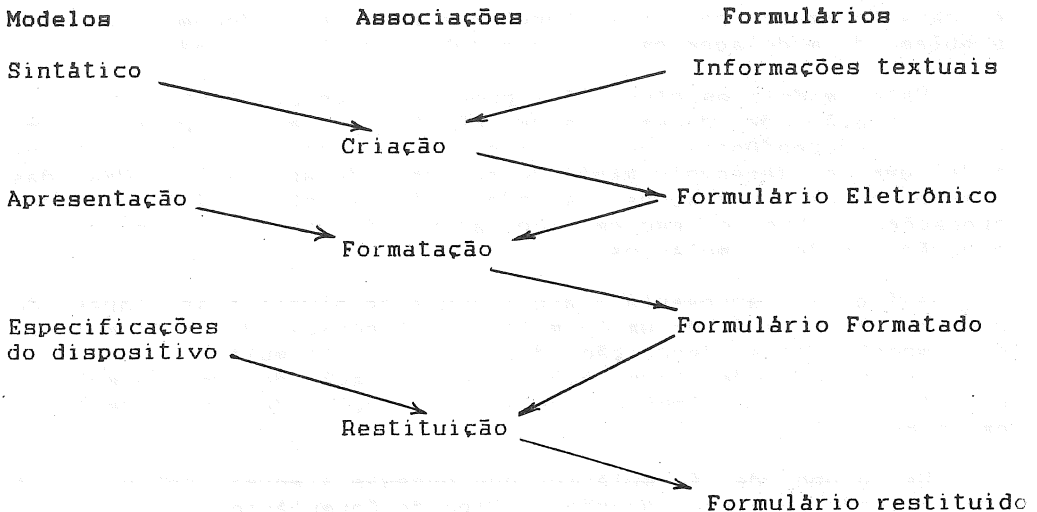 Modelos Associações Formulários
Sintático Informações textuais
Criação
Apresentação Formulário Eletrônico
Formatação
Especificações
do dispositivo
Formulário Formatado
Restituição
Formulário restituido